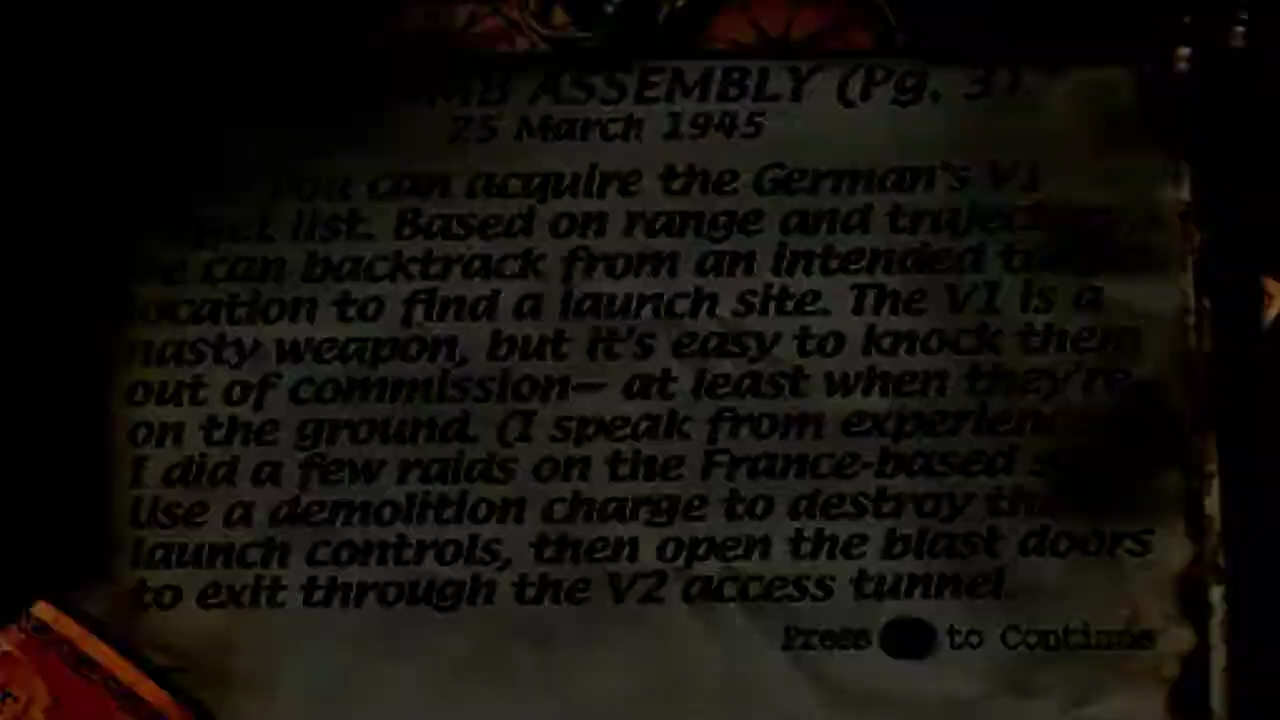 ASSEMBLY (Pg. 3)
25 March 1945
You can acquire the German's V1
list. Based on range and
can backtrack from an intended
location to find a launch site. The V1 is a
nasty weapon, but it's easy to knock them
out of commission— at least when they're
on the ground. (I speak from
I did a few raids on the France-based
Use a demolition charge to destroy
launch controls, then open the blast doors
to exit through the V2 access tunnel.
Press to Continue